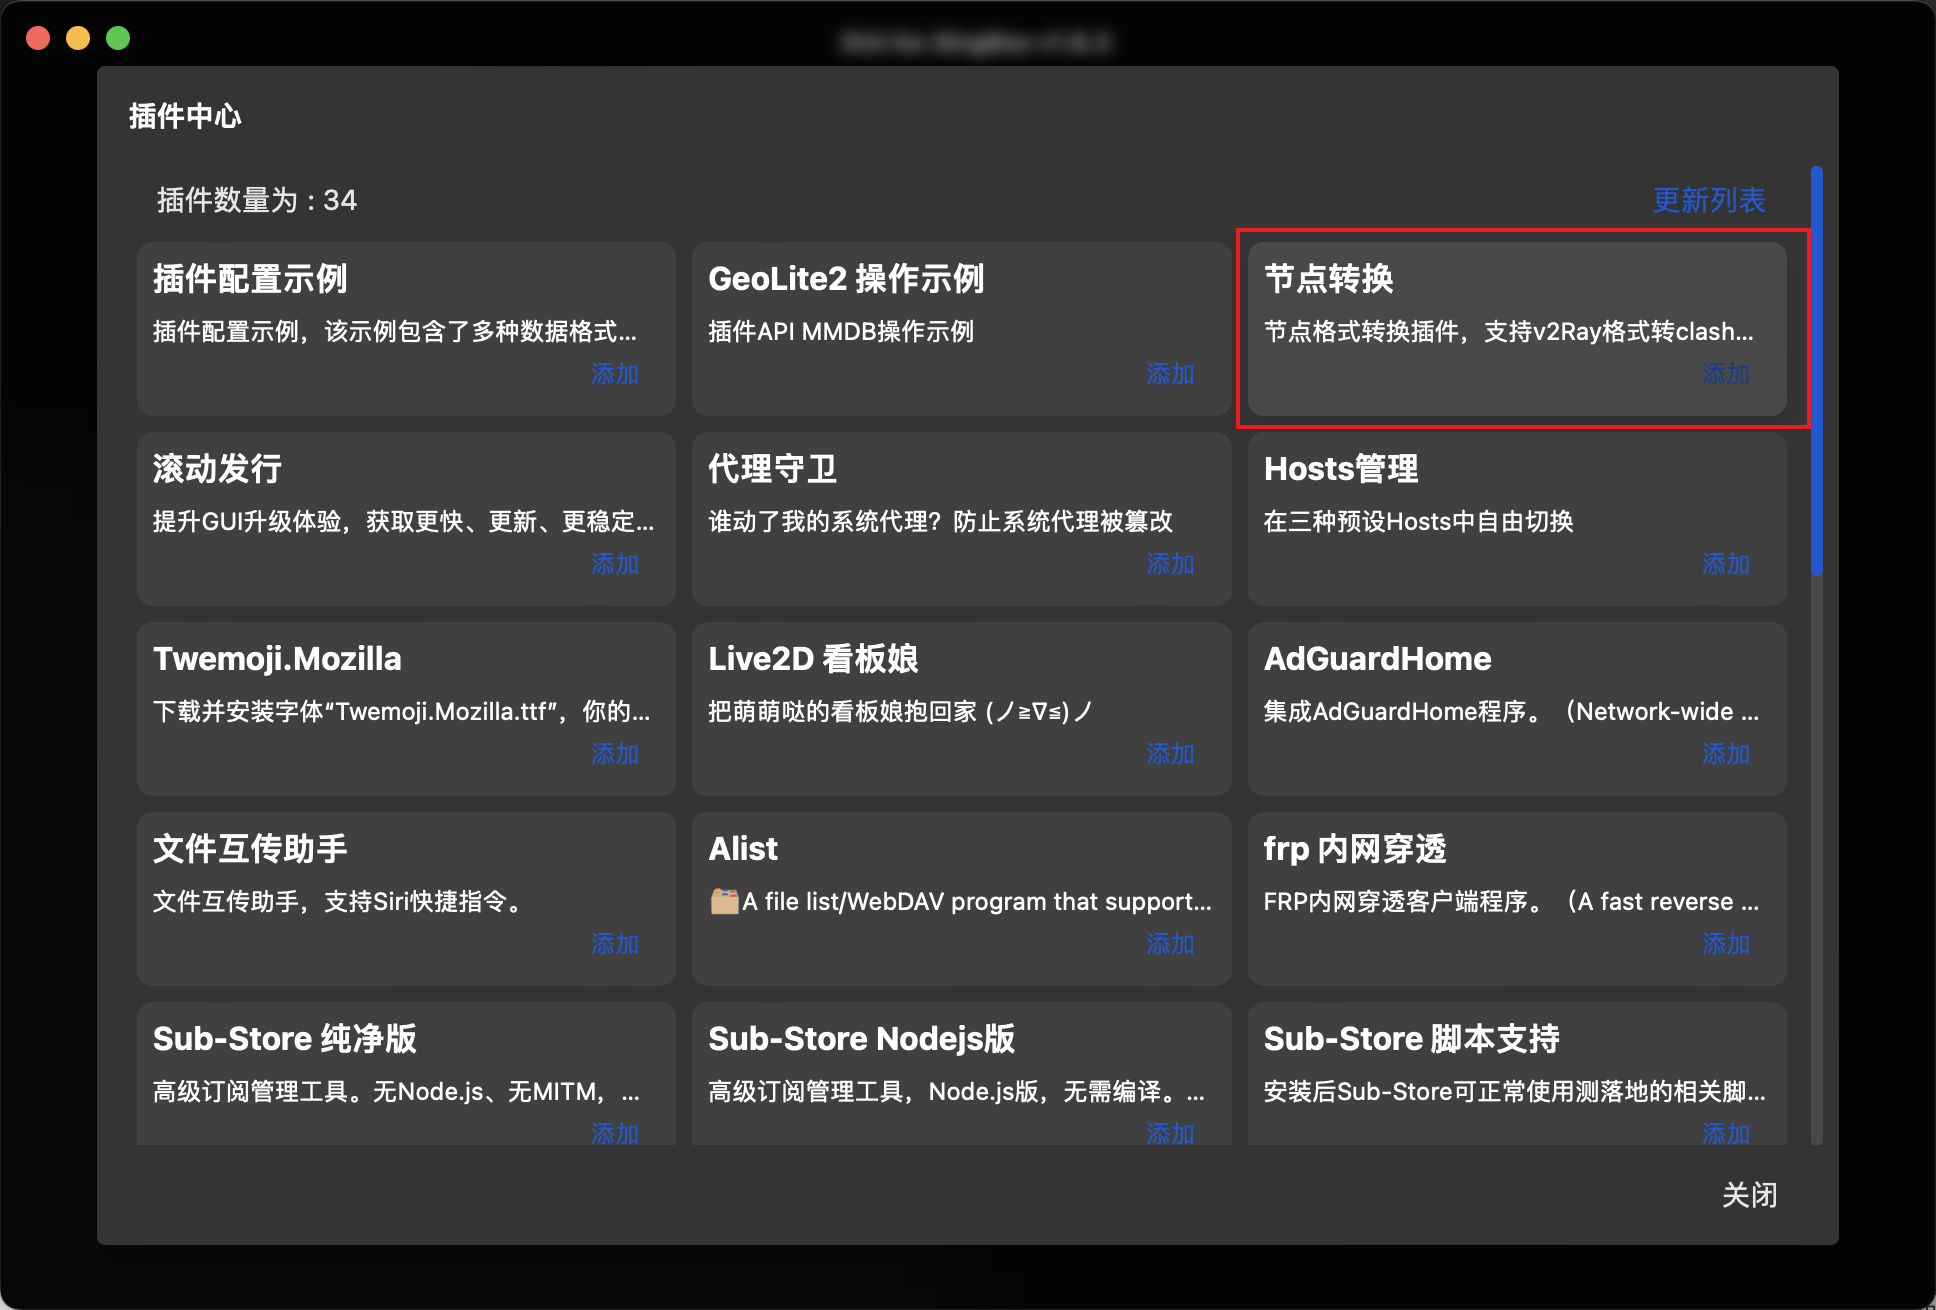 插件中心
插件数量为 : 34
更新列表
插件配置示例
插件配置示例，该示例包含了多种数据格式...
添加
GeoLite2 操作示例
插件API MMDB操作示例
添加
节点转换
节点格式转换插件，支持v2Ray格式转clash...
添加
滚动发行
提升GUI升级体验，获取更快、更新、更稳定...
添加
代理守卫
谁动了我的系统代理？防止系统代理被篡改
添加
Hosts管理
在三种预设Hosts中自由切换
添加
Twemoji.Mozilla
下载并安装字体“Twemoji.Mozilla.ttf”，你的...
添加
Live2D 看板娘
把萌萌哒的看板娘抱回家 (ノ≥∇≤)ノ
添加
AdGuardHome
集成AdGuardHome程序。（Network-wide ...
添加
文件互传助手
文件互传助手，支持Siri快捷指令。
添加
Alist
🗂️A file list/WebDAV program that support...
添加
frp 内网穿透
FRP内网穿透客户端程序。（A fast reverse ...
添加
Sub-Store 纯净版
高级订阅管理工具。无Node.js、无MITM，...
添加
Sub-Store Nodejs版
高级订阅管理工具，Node.js版，无需编译。...
添加
Sub-Store 脚本支持
安装后Sub-Store可正常使用测落地的相关脚...
添加
关闭